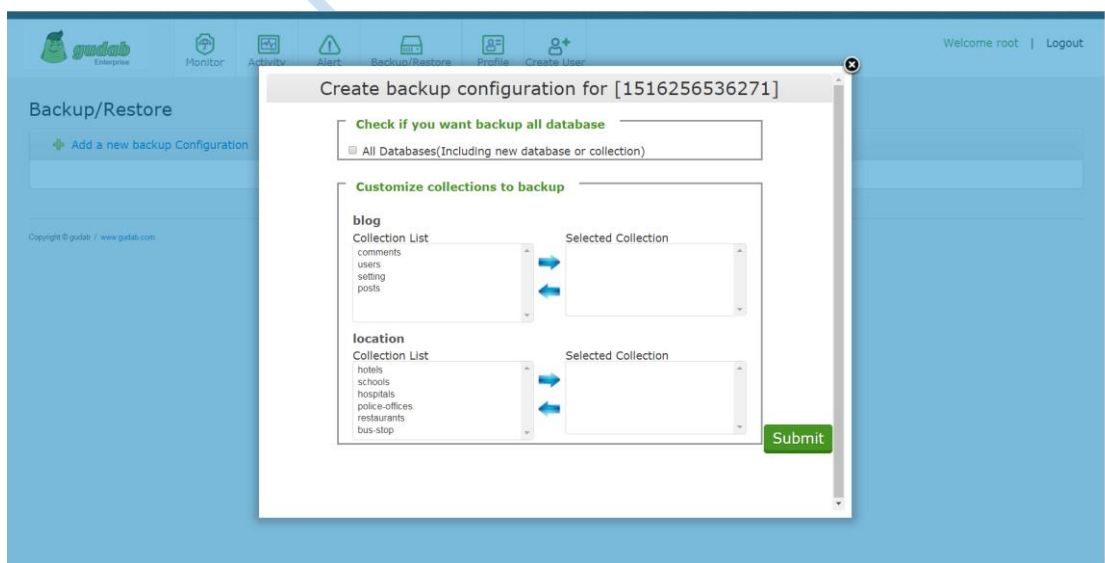 gudab
Enterprise
Monitor
Activity
Alert
Backup/Restore
Profile
Create User
Welcome root | Logout
Backup/Restore
Add a new backup Configuration
Copyright © gudab / www.gudab.com
Create backup configuration for [1516256536271]
Check if you want backup all database
All Databases(Including new database or collection)
Customize collections to backup
blog
Collection List
Selected Collection
comments
users
setting
posts
location
Collection List
Selected Collection
hotels
schools
hospitals
police-offices
restaurants
bus-stop
Submit